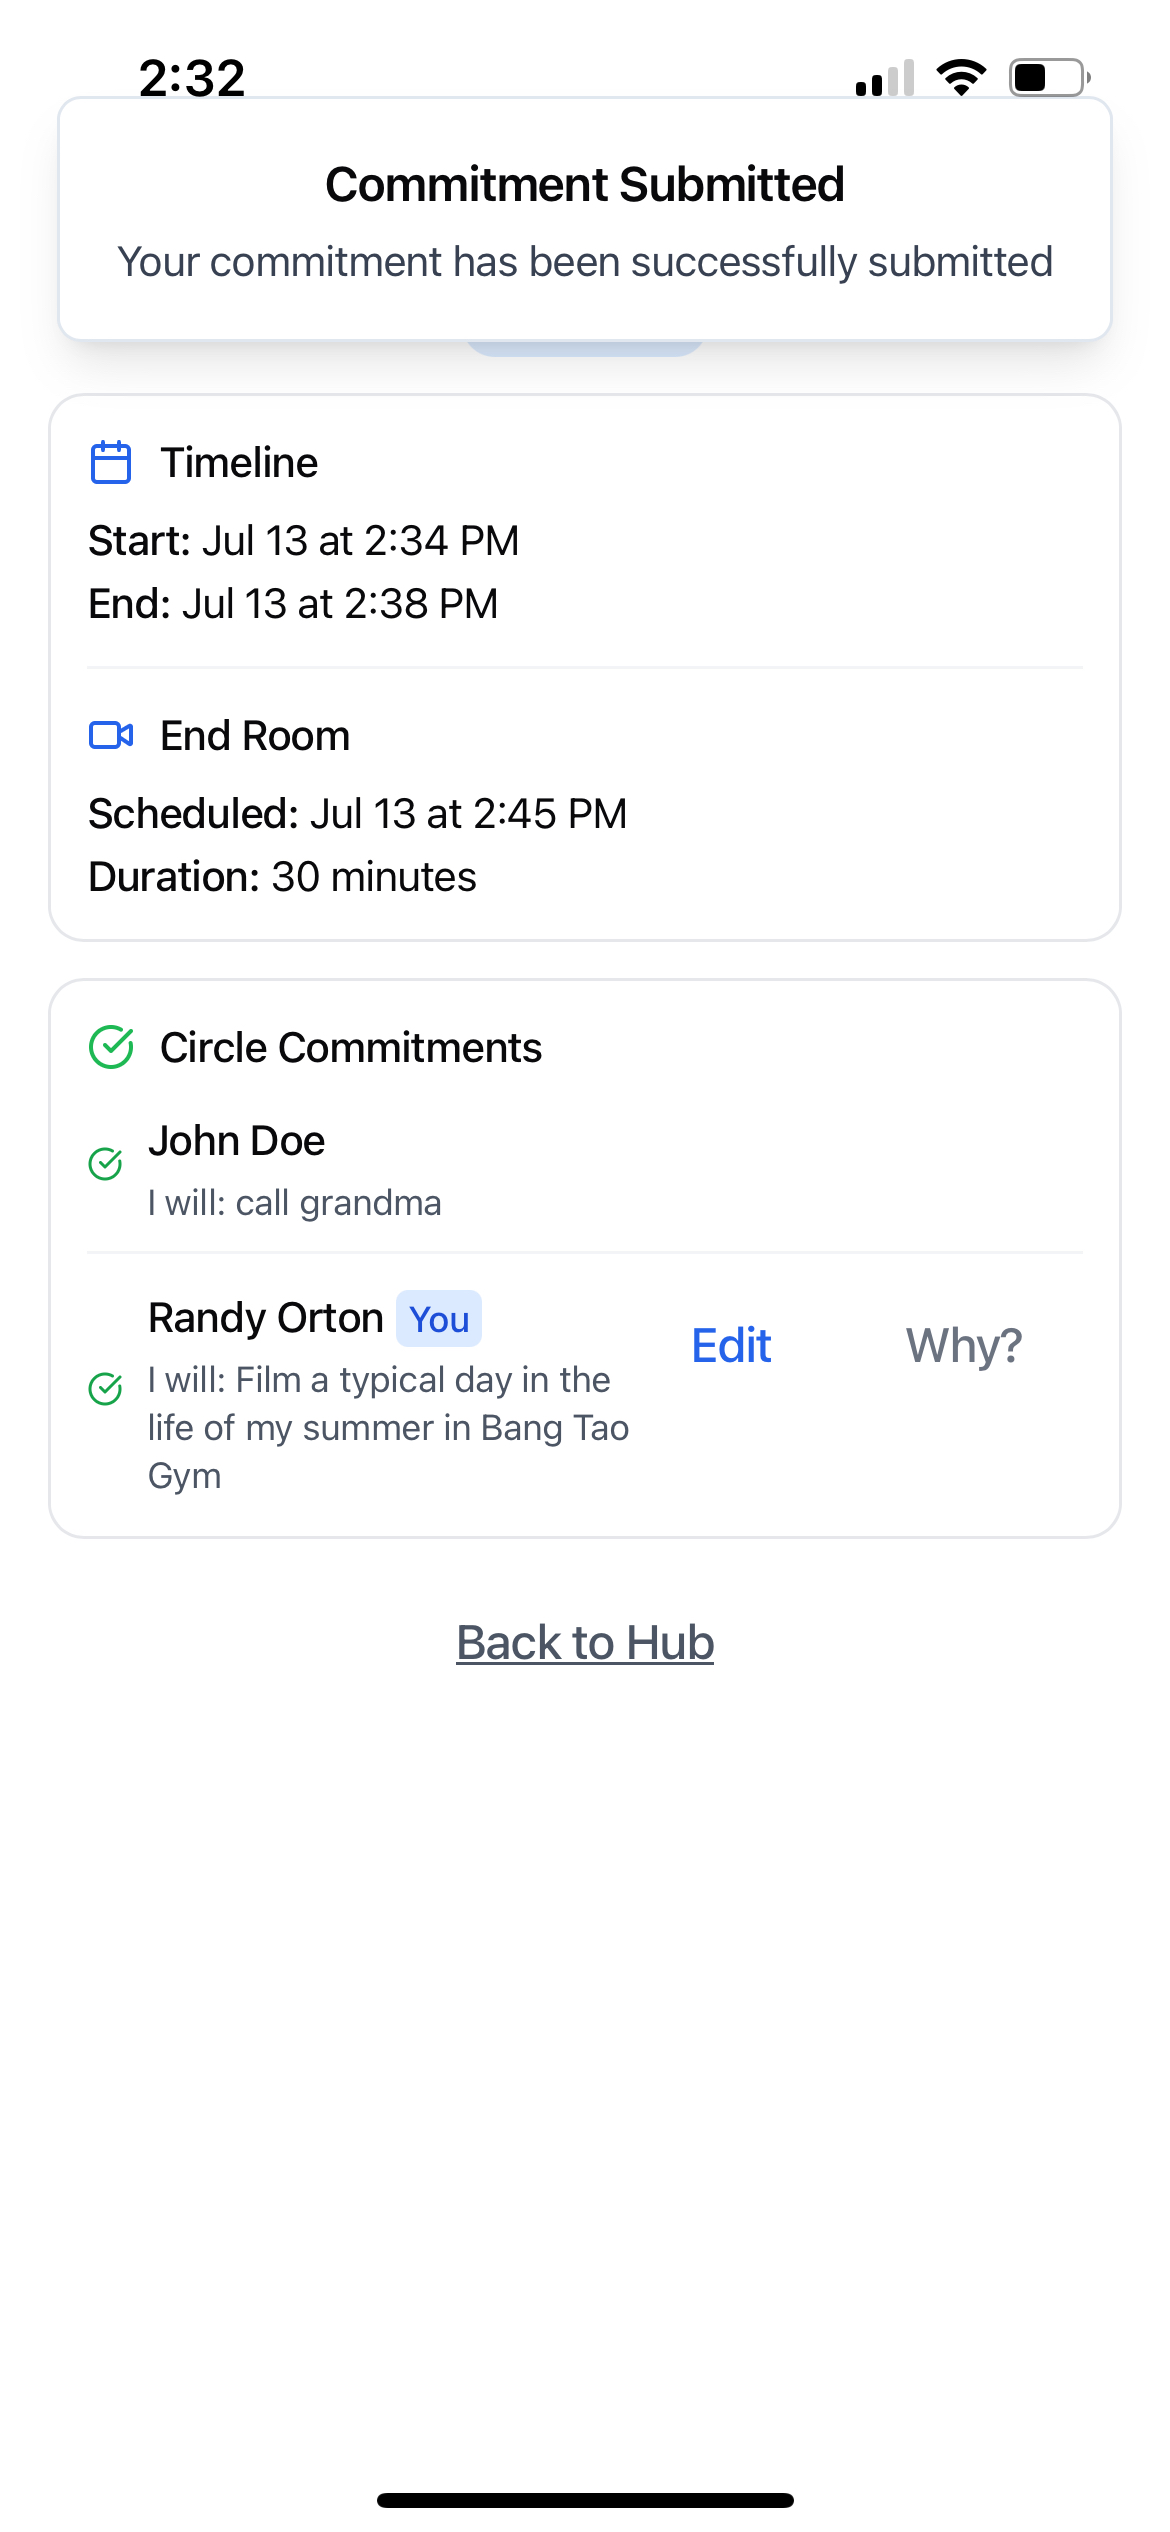 2:32
Commitment Submitted
Your commitment has been successfully submitted
Timeline
Start: Jul 13 at 2:34 PM
End: Jul 13 at 2:38 PM
End Room
Scheduled: Jul 13 at 2:45 PM
Duration: 30 minutes
Circle Commitments
John Doe
I will: call grandma
Randy Orton You
Edit Why?
I will: Film a typical day in the
life of my summer in Bang Tao
Gym
Back to Hub